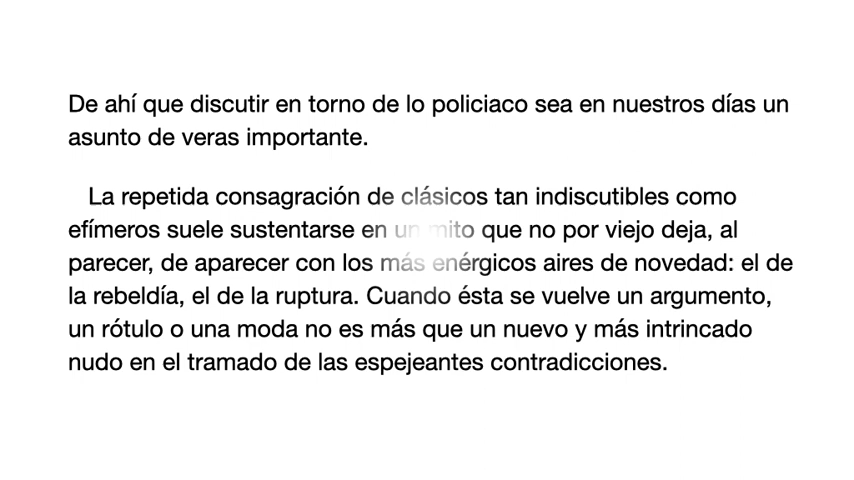 De ahí que discutir en torno de lo policiaco sea en nuestros días un
asunto de veras importante.
La repetida consagración de clásicos tan indiscutibles como
efímeros suele sustentarse en un mito que no por viejo deja, al
parecer, de aparecer con los más enérgicos aires de novedad: el de
la rebeldía, el de la ruptura. Cuando ésta se vuelve un argumento,
un rótulo o una moda no es más que un nuevo y más intrincado
nudo en el tramado de las espejeantes contradicciones.